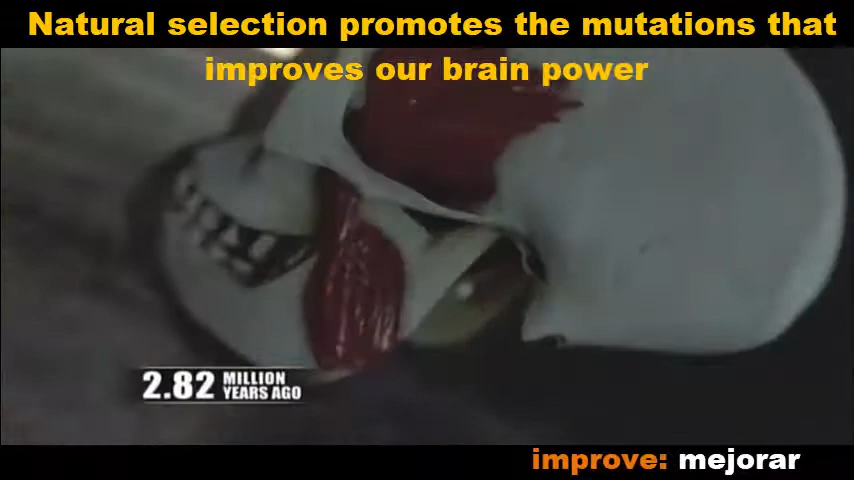 Natural selection promotes the mutations that
improves our brain power
2.82 MILLION
YEARS AGO
improve: mejorar